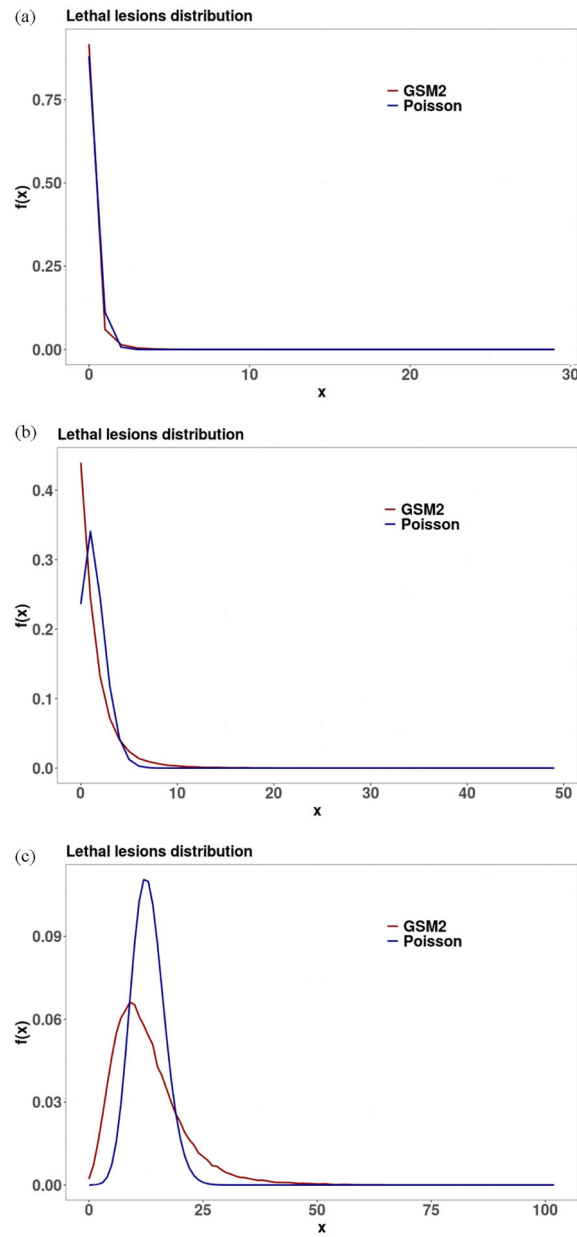 (a)
Lethal lesions distribution
0.75
0.50
0.25
0.00
f(x)
GSM2
Poisson
0
10
20
30
x
(b)
Lethal lesions distribution
0.4
0.3
0.2
0.1
0.0
f(x)
GSM2
Poisson
0
10
20
30
40
50
x
(c)
Lethal lesions distribution
0.09
0.06
0.03
0.00
f(x)
GSM2
Poisson
0
25
50
75
100
x